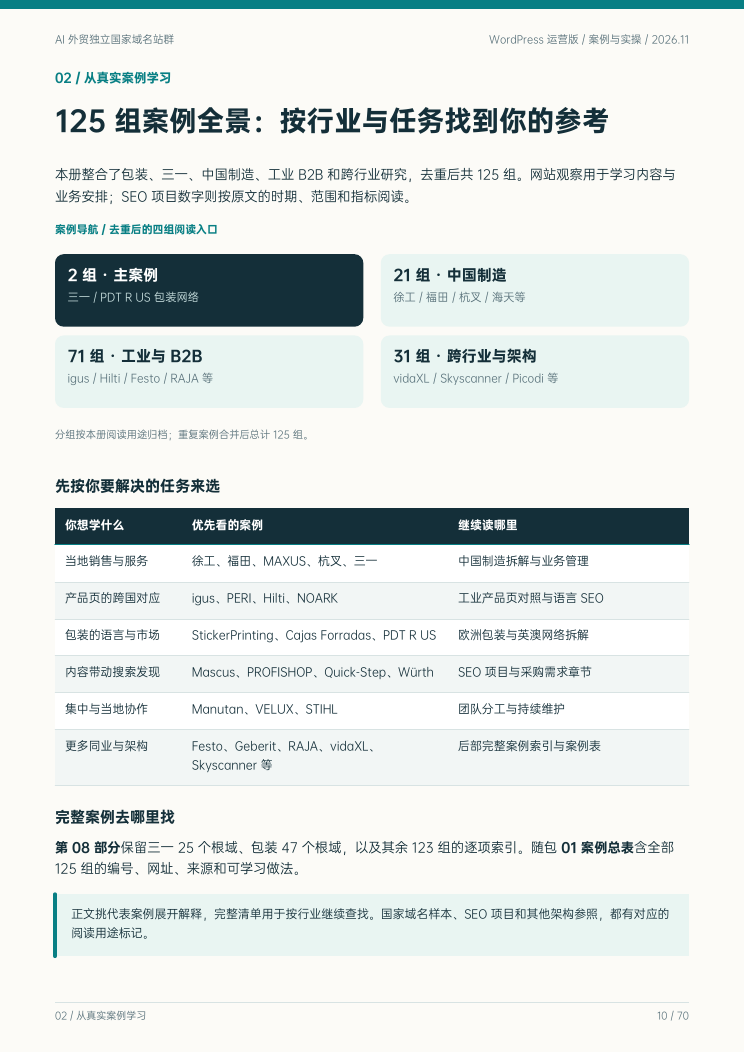 AI 外贸独立国家域名站群
WordPress 运营版 / 案例与实操 / 2026.11
02 / 从真实案例学习
125 组案例全景：按行业与任务找到你的参考
本册整合了包装、三一、中国制造、工业 B2B 和跨行业研究，去重后共 125 组。网站观察用于学习内容与
业务安排；SEO 项目数字则按原文的时期、范围和指标阅读。
案例导航 / 去重后的四组阅读入口
2 组 · 主案例
三一 / PDT R US 包装网络
21 组 · 中国制造
徐工 / 福田 / 杭叉 / 海天等
71 组 · 工业与 B2B
igus / Hilti / Festo / RAJA 等
31 组 · 跨行业与架构
vidaXL / Skyscanner / Picodi 等
分组按本册阅读用途归档；重复案例合并后总计 125 组。
先按你要解决的任务来选
你想学什么 优先看的案例 继续读哪里
当地销售与服务 徐工、福田、MAXUS、杭叉、三一 中国制造拆解与业务管理
产品页的跨国对应 igus、PERI、Hilti、NOARK 工业产品页对照与语言 SEO
包装的语言与市场 StickerPrinting、Cajas Forradas、PDT R US 欧洲包装与英澳网络拆解
内容带动搜索发现 Mascus、PROFISHOP、Quick-Step、Würth SEO 项目与采购需求章节
集中与当地协作 Manutan、VELUX、STIHL 团队分工与持续维护
更多同业与架构 Festo、Geberit、RAJA、vidaXL、 后部完整案例索引与案例表
Skyscanner 等
完整案例去哪里找
第 08 部分保留三一 25 个根域、包装 47 个根域，以及其余 123 组的逐项索引。随包 01 案例总表含全部
125 组的编号、网址、来源和可学习做法。
正文挑代表案例展开解释，完整清单用于按行业继续查找。国家域名样本、SEO 项目和其他架构参照，都有对应的
阅读用途标记。
02 / 从真实案例学习
10 / 70